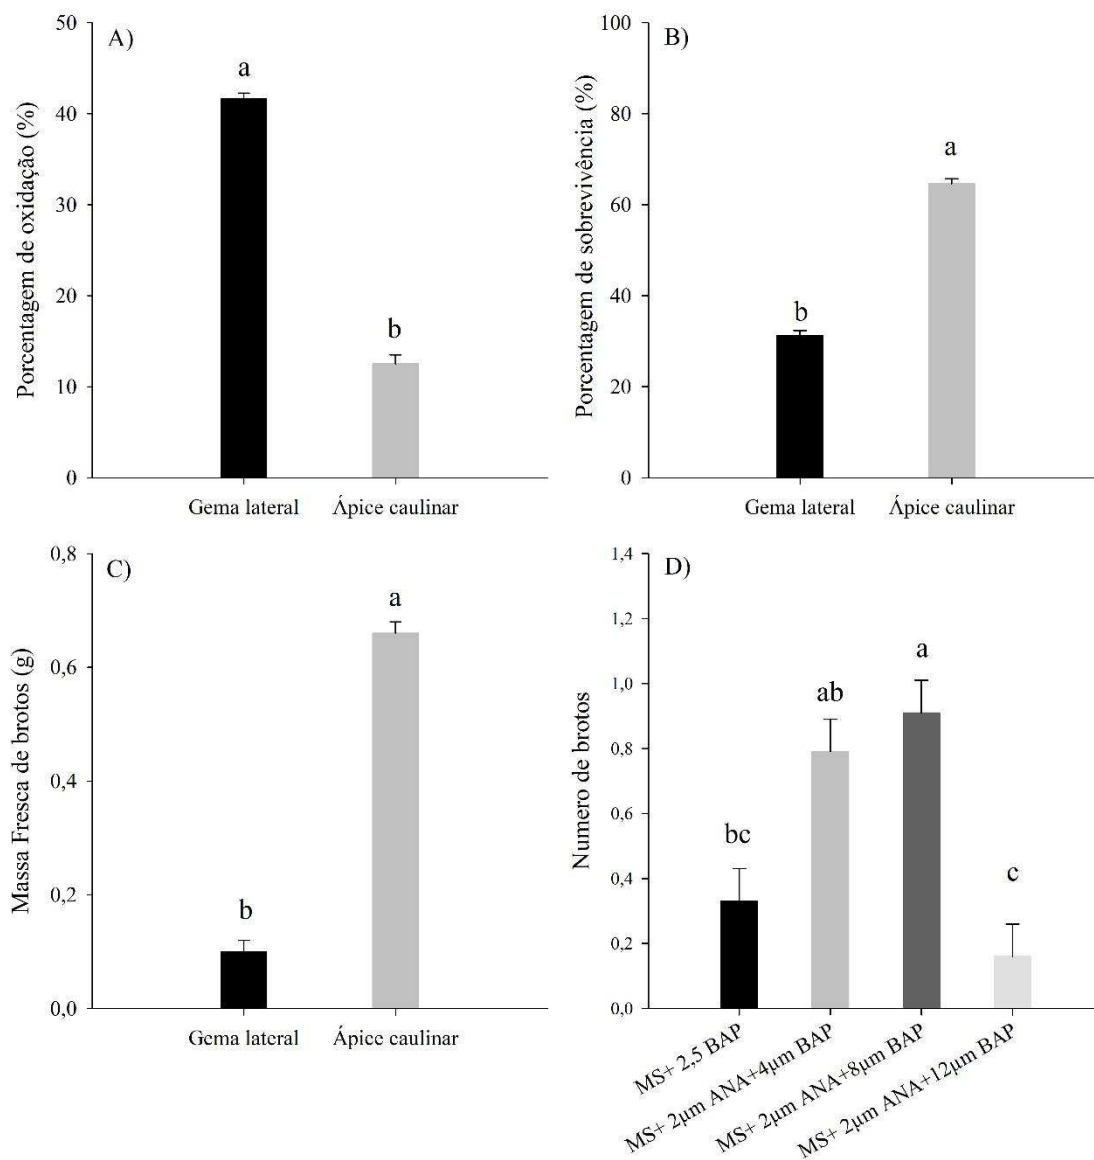 A)
Porcentagem de oxidação (%)
50
40
30
20
10
0
a
b
Gema lateral
Ápice caulinar
B)
Porcentagem de sobrevivência (%)
100
80
60
40
20
0
b
a
Gema lateral
Ápice caulinar
C)
Massa Fresca de brotos (g)
0,8
0,6
0,4
0,2
0,0
b
a
Gema lateral
Ápice caulinar
D)
Numero de brotos
1,4
1,2
1,0
0,8
0,6
0,4
0,2
0,0
bc
ab
a
c
MS+ 2,5 BAP
MS+ 2µm ANA+4µm BAP
MS+ 2µm ANA+8µm BAP
MS+ 2µm ANA+12µm BAP